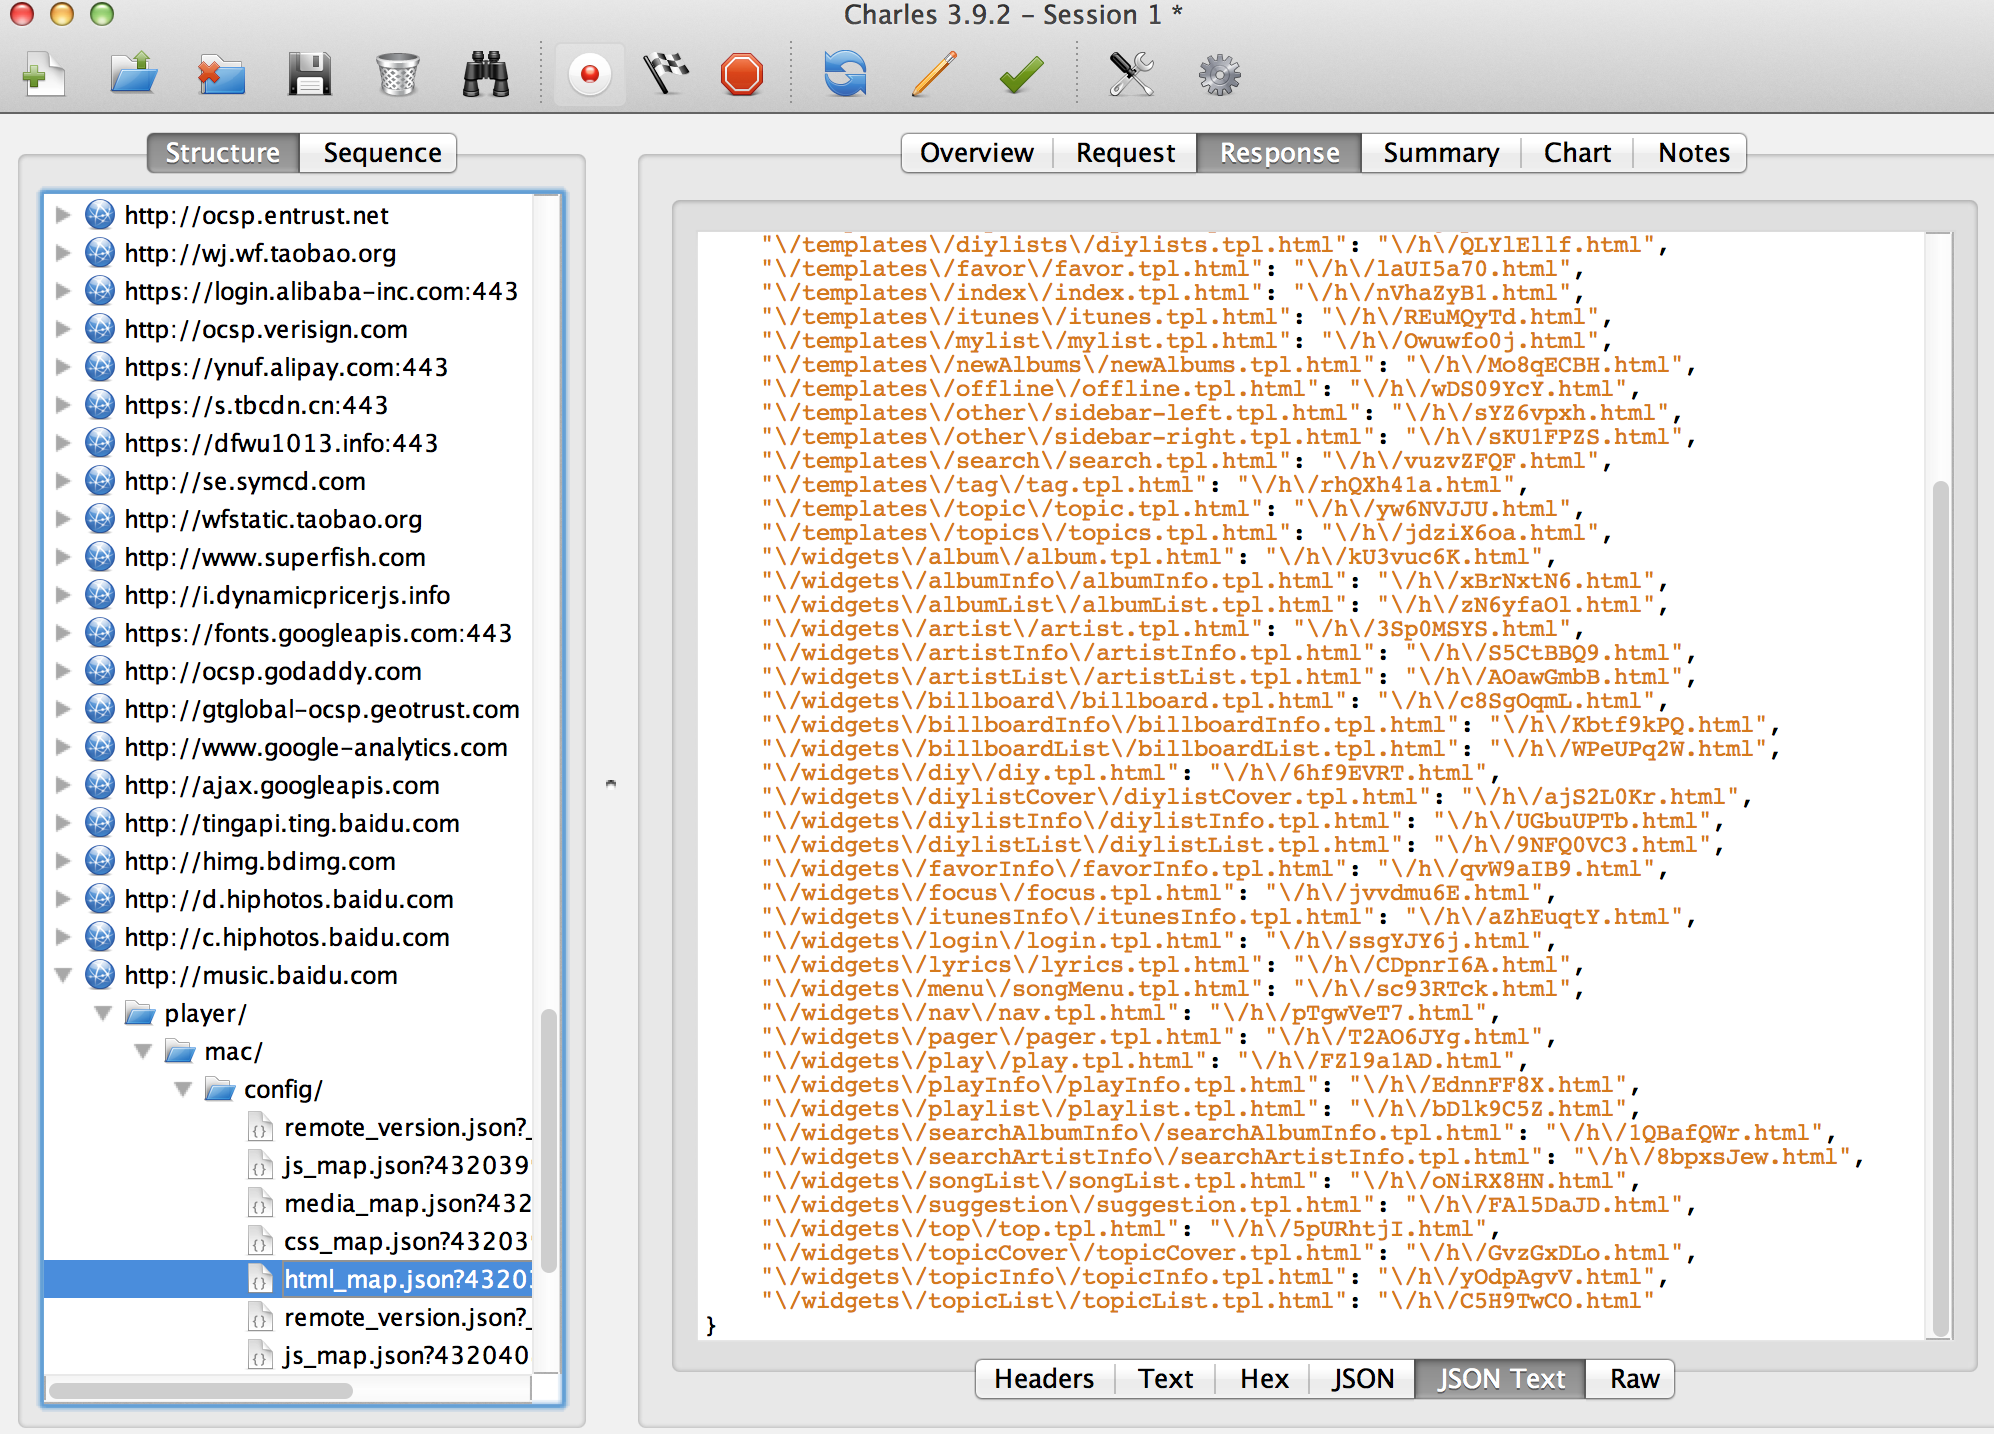 Charles 3.9.2 – Session 1 *
Structure
Sequence
http://ocsp.entrust.net
http://wj.wf.taobao.org
https://login.alibaba-inc.com:443
http://ocsp.verisign.com
https://ynuf.alipay.com:443
https://s.tbcdn.cn:443
https://dfwu1013.info:443
http://se.symcd.com
http://wfstatic.taobao.org
http://www.superfish.com
http://i.dynamicpricerjs.info
https://fonts.googleapis.com:443
http://ocsp.godaddy.com
http://gtglobal-ocsp.geotrust.com
http://www.google-analytics.com
http://ajax.googleapis.com
http://tingapi.ting.baidu.com
http://himg.bdimg.com
http://d.hiphotos.baidu.com
http://c.hiphotos.baidu.com
http://music.baidu.com
player/
mac/
config/
remote_version.json?_
js_map.json?432039
media_map.json?432
css_map.json?43203
html_map.json?43203
remote_version.json?_
js_map.json?432040
Overview
Request
Response
Summary
Chart
Notes
"\/templates\/diylists\/diylists.tpl.html": "\/h\/QLYlEllf.html",
"\/templates\/favor\/favor.tpl.html": "\/h\/laUI5a70.html",
"\/templates\/index\/index.tpl.html": "\/h\/nVhaZyB1.html",
"\/templates\/itunes\/itunes.tpl.html": "\/h\/REuMQyTd.html",
"\/templates\/mylist\/mylist.tpl.html": "\/h\/Owuwfo0j.html",
"\/templates\/newAlbums\/newAlbums.tpl.html": "\/h\/Mo8qECBH.html",
"\/templates\/offline\/offline.tpl.html": "\/h\/wDS09YcY.html",
"\/templates\/other\/sidebar-left.tpl.html": "\/h\/sYZ6vpxh.html",
"\/templates\/other\/sidebar-right.tpl.html": "\/h\/sKU1FPZS.html",
"\/templates\/search\/search.tpl.html": "\/h\/vuzvZFQF.html",
"\/templates\/tag\/tag.tpl.html": "\/h\/rhQXh41a.html",
"\/templates\/topic\/topic.tpl.html": "\/h\/yw6NVJJU.html",
"\/templates\/topics\/topics.tpl.html": "\/h\/jdziX6oa.html",
"\/widgets\/album\/album.tpl.html": "\/h\/kU3vuc6K.html",
"\/widgets\/albumInfo\/albumInfo.tpl.html": "\/h\/xBrNxtN6.html",
"\/widgets\/albumList\/albumList.tpl.html": "\/h\/zN6yfaOl.html",
"\/widgets\/artist\/artist.tpl.html": "\/h\/3Sp0MSYS.html",
"\/widgets\/artistInfo\/artistInfo.tpl.html": "\/h\/S5CtBBQ9.html",
"\/widgets\/artistList\/artistList.tpl.html": "\/h\/AOawGmbB.html",
"\/widgets\/billboard\/billboard.tpl.html": "\/h\/c8SgOqmL.html",
"\/widgets\/billboardInfo\/billboardInfo.tpl.html": "\/h\/Kbtf9kPQ.html",
"\/widgets\/billboardList\/billboardList.tpl.html": "\/h\/WPeUPq2W.html",
"\/widgets\/diy\/diy.tpl.html": "\/h\/6hf9EVRT.html",
"\/widgets\/diylistCover\/diylistCover.tpl.html": "\/h\/ajS2L0Kr.html",
"\/widgets\/diylistInfo\/diylistInfo.tpl.html": "\/h\/UGbuUPTb.html",
"\/widgets\/diylistList\/diylistList.tpl.html": "\/h\/9NFQ0VC3.html",
"\/widgets\/favorInfo\/favorInfo.tpl.html": "\/h\/qvW9aIB9.html",
"\/widgets\/focus\/focus.tpl.html": "\/h\/jvvdmu6E.html",
"\/widgets\/itunesInfo\/itunesInfo.tpl.html": "\/h\/aZhEuqtY.html",
"\/widgets\/login\/login.tpl.html": "\/h\/ssgYJY6j.html",
"\/widgets\/lyrics\/lyrics.tpl.html": "\/h\/CDpnrI6A.html",
"\/widgets\/menu\/songMenu.tpl.html": "\/h\/sc93RTck.html",
"\/widgets\/nav\/nav.tpl.html": "\/h\/pTgwVeT7.html",
"\/widgets\/pager\/pager.tpl.html": "\/h\/T2AO6JYg.html",
"\/widgets\/play\/play.tpl.html": "\/h\/FZl9a1AD.html",
"\/widgets\/playInfo\/playInfo.tpl.html": "\/h\/EdnnFF8X.html",
"\/widgets\/playlist\/playlist.tpl.html": "\/h\/bDlk9C5Z.html",
"\/widgets\/searchAlbumInfo\/searchAlbumInfo.tpl.html": "\/h\/1QBafQWr.html",
"\/widgets\/searchArtistInfo\/searchArtistInfo.tpl.html": "\/h\/8bpxsJew.html",
"\/widgets\/songList\/songList.tpl.html": "\/h\/oNiRX8HN.html",
"\/widgets\/suggestion\/suggestion.tpl.html": "\/h\/FAl5DaJD.html",
"\/widgets\/top\/top.tpl.html": "\/h\/5pURhtjI.html",
"\/widgets\/topicCover\/topicCover.tpl.html": "\/h\/GvzGxDLo.html",
"\/widgets\/topicInfo\/topicInfo.tpl.html": "\/h\/yOdpAgvV.html",
"\/widgets\/topicList\/topicList.tpl.html": "\/h\/C5H9TwCO.html"
}
Headers
Text
Hex
JSON
JSON Text
Raw